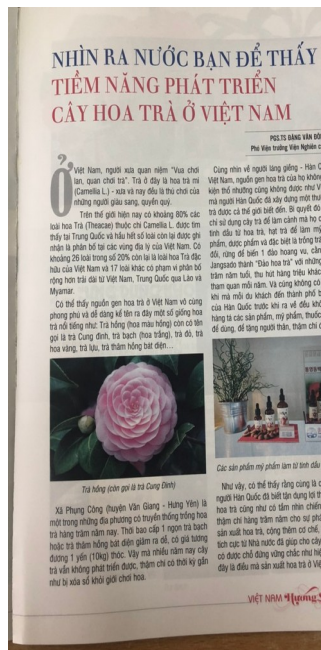 NHÌN RA NƯỚC BẠN ĐỂ THẤY
TIỀM NĂNG PHÁT TRIỂN
CÂY HOA TRÀ Ở VIỆT NAM
PGS.TS ĐẶNG VĂN ĐÔ
Phó Viện trưởng Viện Nghiên c
Ở Việt Nam, người xưa quan niệm "Vua chơi
lan, quan chơi trà". Trà ở đây là hoa trà mi
(Camellia L.) - xưa và nay đều là thú chơi của
những người giàu sang, quyền quý.
Trên thế giới hiện nay có khoảng 80% các
loài hoa Trà (Theacae) thuộc chi Camellia L. được tìm
thấy tại Trung Quốc và hầu hết số loài còn lại được ghi
nhận là phân bố tại các vùng địa lý của Việt Nam. Có
khoảng 26 loài trong số 20% còn lại là loài hoa Trà đặc
hữu của Việt Nam và 17 loài khác có phạm vi phân bố
rộng hơn trải dài từ Việt Nam, Trung Quốc qua Lào và
Myamar.
Có thể thấy nguồn gen hoa trà ở Việt Nam vô cùng
phong phú và dễ dàng kể tên ra đây một số giống hoa
trà nổi tiếng như: Trà hồng (hoa màu hồng) còn có tên
gọi là trà Cung đình, trà bạch (hoa trắng), trà đỏ, trà
hoa vàng, trà lựu, trà thâm hồng bát diện...
Trà hồng (còn gọi là trà Cung Đình)
Xã Phụng Công (huyện Văn Giang - Hưng Yên) là
một trong những địa phương có truyền thống trồng hoa
trà hàng trăm năm nay. Thời bao cấp 1 ngọn trà bạch
hoặc trà thâm hồng bát diện giâm ra dễ, có giá tương
đương 1 yến (10kg) thóc. Vậy mà nhiều năm nay cây
trà vẫn không phát triển được, thậm chí có thời kỳ gần
như bị xóa sổ khỏi giới chơi hoa.
Cùng nhìn về người láng giềng - Hàn Q
Việt Nam, nguồn gen hoa trà của họ không
kiện thổ nhưỡng cũng không được như V
mà người Hàn Quốc đã xây dựng một thư
trà được cả thế giới biết đến. Bí quyết đó
chỉ sử dụng cây trà để làm cảnh mà họ c
tinh dầu từ hoa trà, hạt trà để làm mỹ
phẩm, dược phẩm và đặc biệt là trồng trà
đồi, rừng để biến 1 đảo hoang vu, cằn
Jangsado thành "Đảo hoa trà" với những
trăm năm tuổi, thu hút hàng triệu khác
tham quan mỗi năm. Và cũng không có
khi mà mỗi du khách đến thành phố b
của Hàn Quốc trước khi ra về đều khô
hàng tá các sản phẩm, mỹ phẩm, thuốc
để dùng, để tặng người thân, thậm chí c
Các sản phẩm mỹ phẩm làm từ tinh dầu
Như vậy, có thể thấy rằng cùng là c
người Hàn Quốc đã biết tận dụng lợi th
hoa trà cũng như có tầm nhìn chiến
thậm chí hàng trăm năm cho sự phá
sản xuất hoa trà, cộng thêm cơ chế,
tích cực từ Nhà nước đã giúp cho cây
có được chỗ đứng vững chắc như hiệ
đây là điều mà sản xuất hoa trà ở Việ
VIỆT NAM Hương S